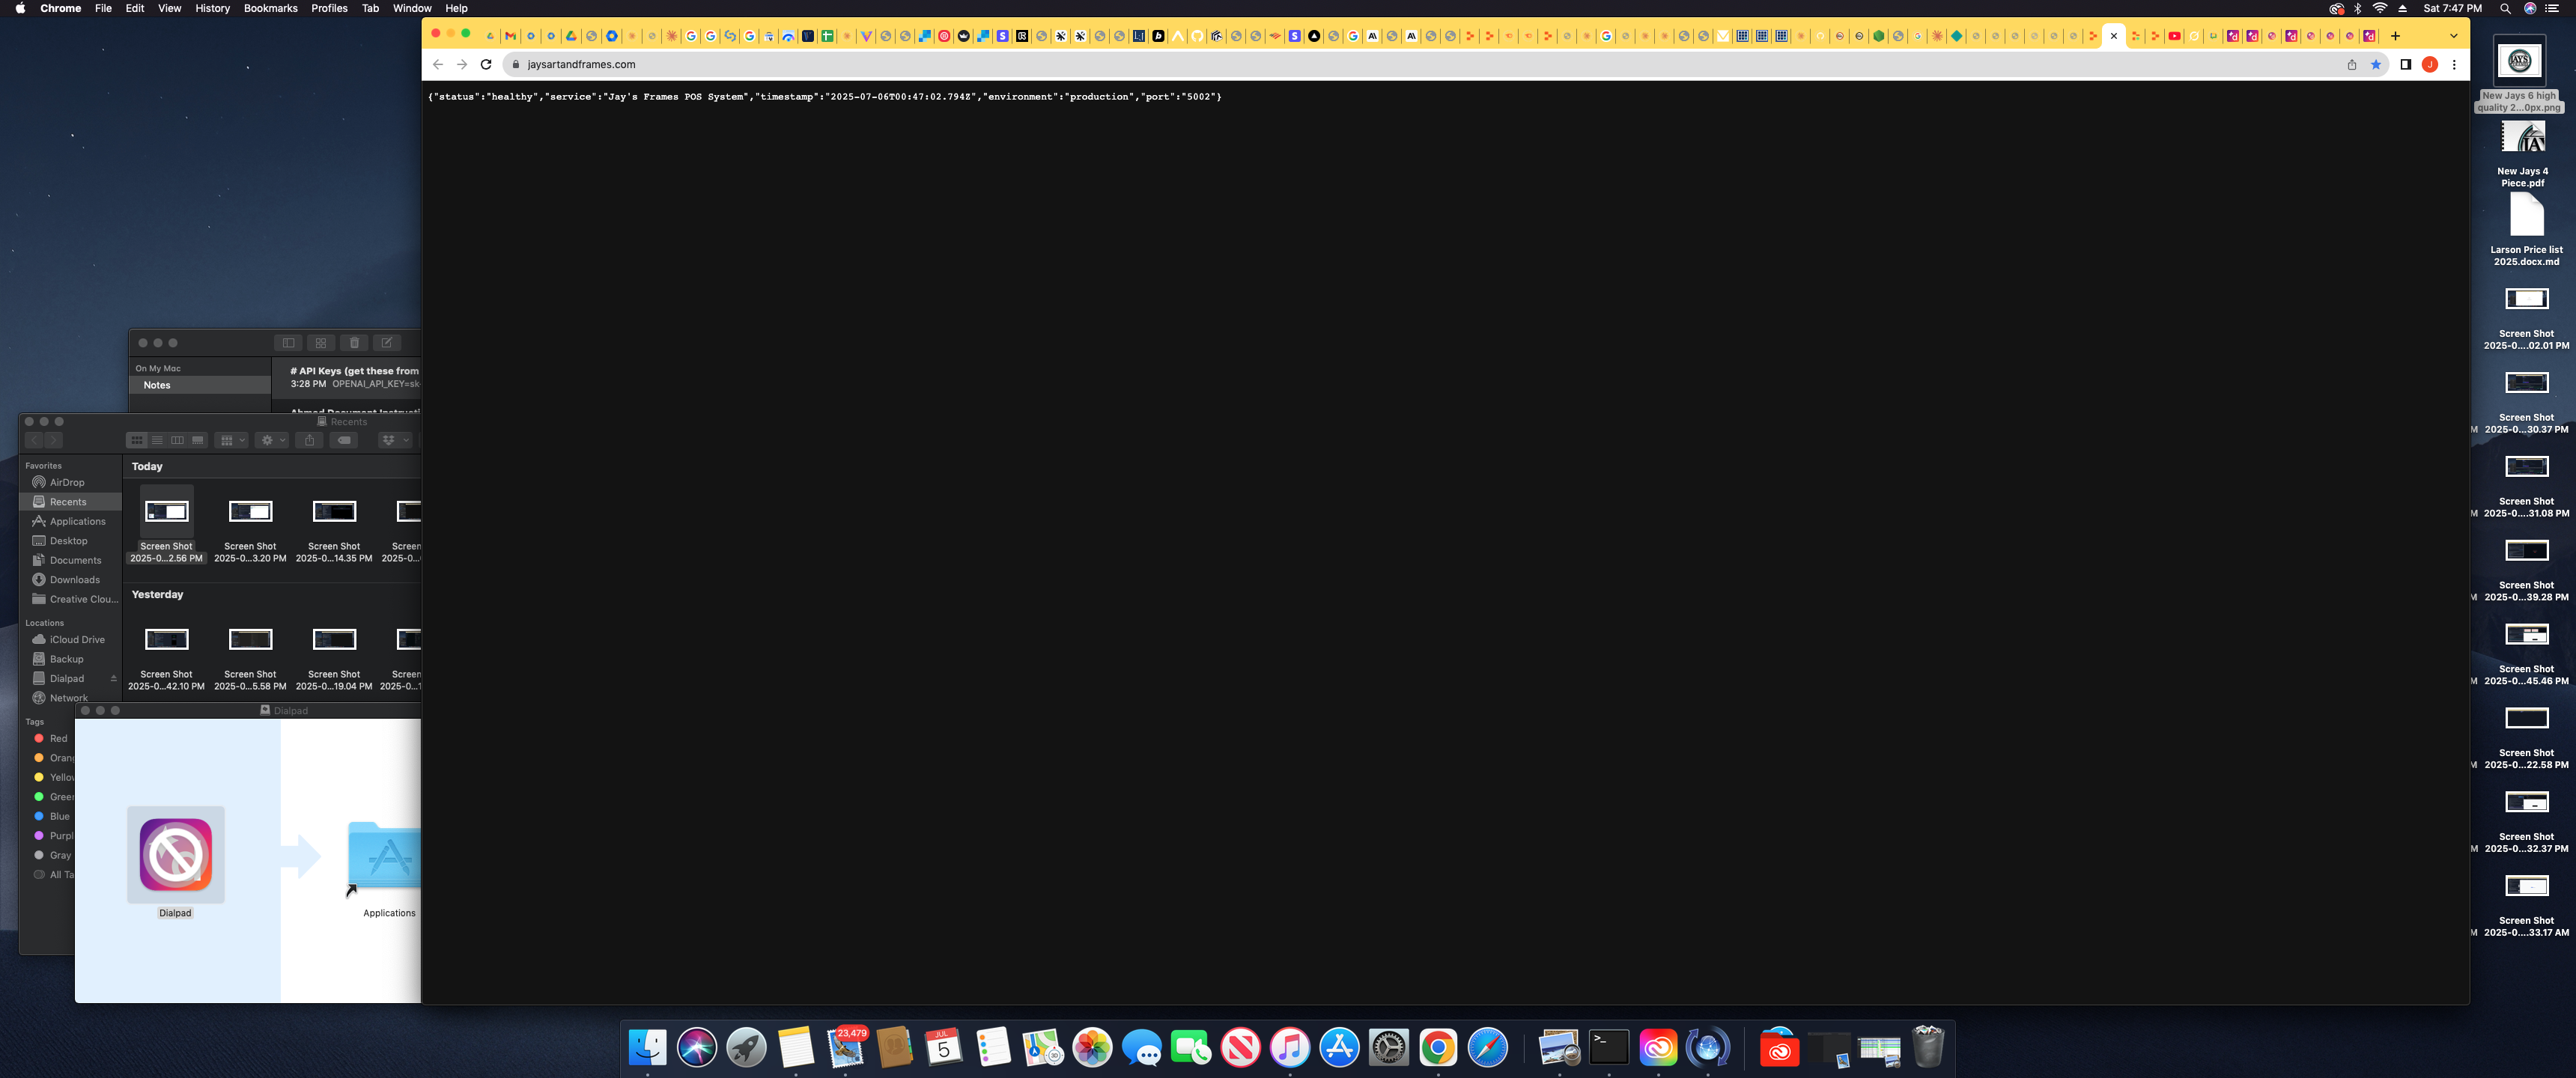 Chrome File Edit View History Bookmarks Profiles Tab Window Help
Sat 7:47 PM
jaysartandframes.com
{"status":"healthy","service":"Jay's Frames POS System","timestamp":"2025-07-06T00:47:02.794Z","environment":"production","port":"5002"}
On My Mac
Notes
# API Keys (get these from
3:28 PM OPENAI_API_KEY=sk-
Recents
Favorites
AirDrop
Recents
Applications
Desktop
Documents
Downloads
Creative Clou...
Locations
iCloud Drive
Backup
Dialpad
Network
Tags
Red
Orang
Yellov
Greer
Blue
Purpl
Gray
All Ta
Today
Screen Shot
2025-0...2.56 PM
Screen Shot
2025-0...3.20 PM
Screen Shot
2025-0...14.35 PM
Screen
2025-0...
Yesterday
Screen Shot
2025-0...42.10 PM
Screen Shot
2025-0...5.58 PM
Screen Shot
2025-0...19.04 PM
Screen
2025-0...1
Dialpad
Dialpad
Applications
New Jays 6 high
quality 2...0px.png
New Jays 4
Piece.pdf
Larson Price list
2025.docx.md
Screen Shot
2025-0....02.01 PM
Screen Shot
2025-0...30.37 PM
Screen Shot
2025-0....31.08 PM
Screen Shot
2025-0...39.28 PM
Screen Shot
2025-0...45.46 PM
Screen Shot
2025-0...22.58 PM
Screen Shot
2025-0...32.37 PM
Screen Shot
2025-0....33.17 AM
23,479
JUL
5